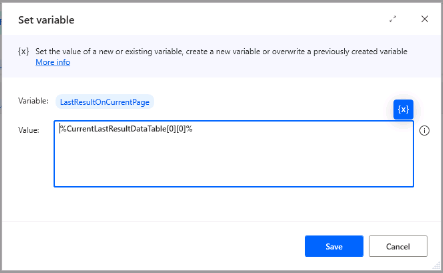 Set variable
{x} Set the value of a new or existing variable, create a new variable or overwrite a previously created variable
More info
Variable: LastResultOnCurrentPage
{x}
Value: %CurrentLastResultDataTable[0][0]%
Save Cancel